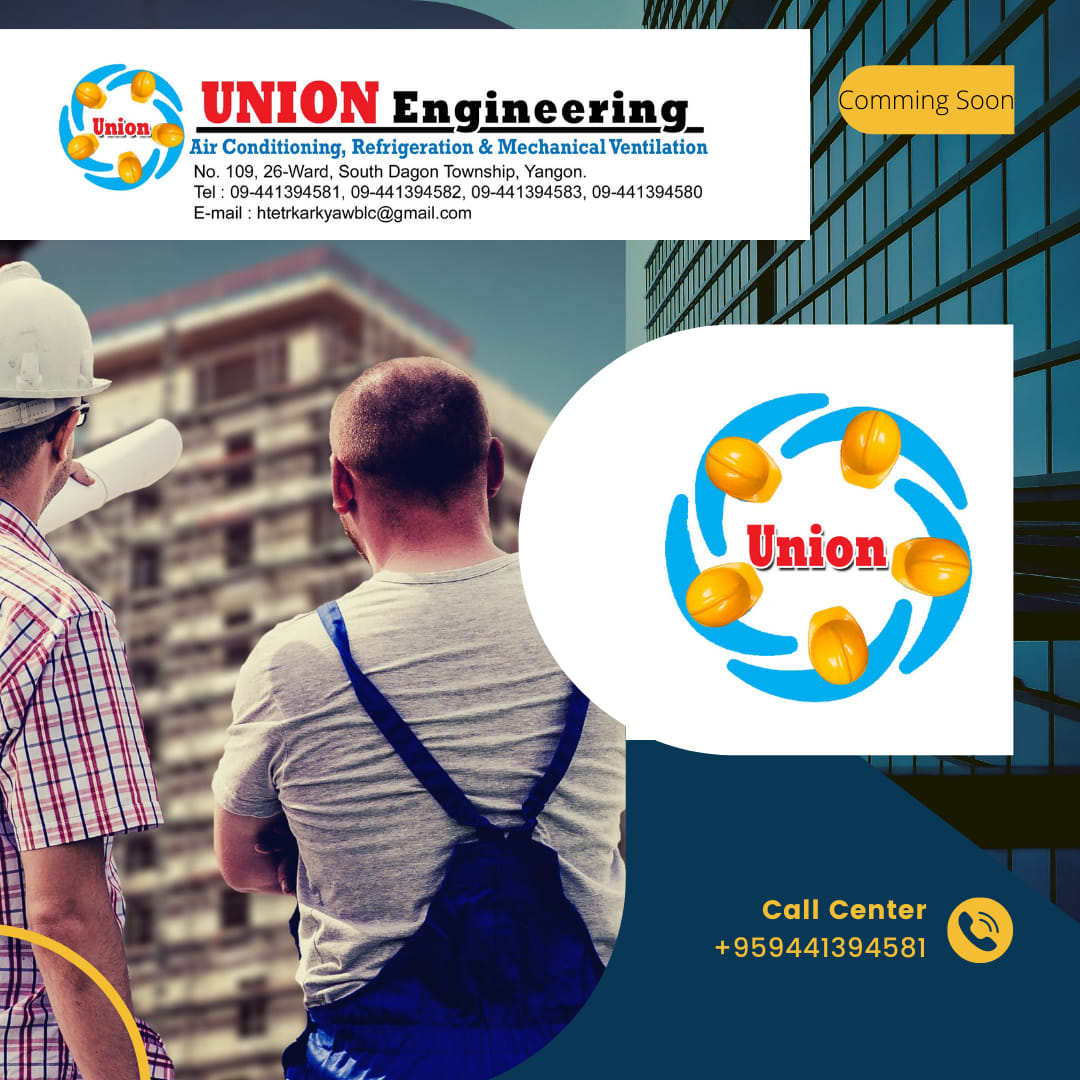 Union
UNION Engineering
Air Conditioning, Refrigeration & Mechanical Ventilation
No. 109, 26-Ward, South Dagon Township, Yangon.
Tel : 09-441394581, 09-441394582, 09-441394583, 09-441394580
E-mail : htetrkarkyawblc@gmail.com
Comming Soon
Union
Call Center
+959441394581